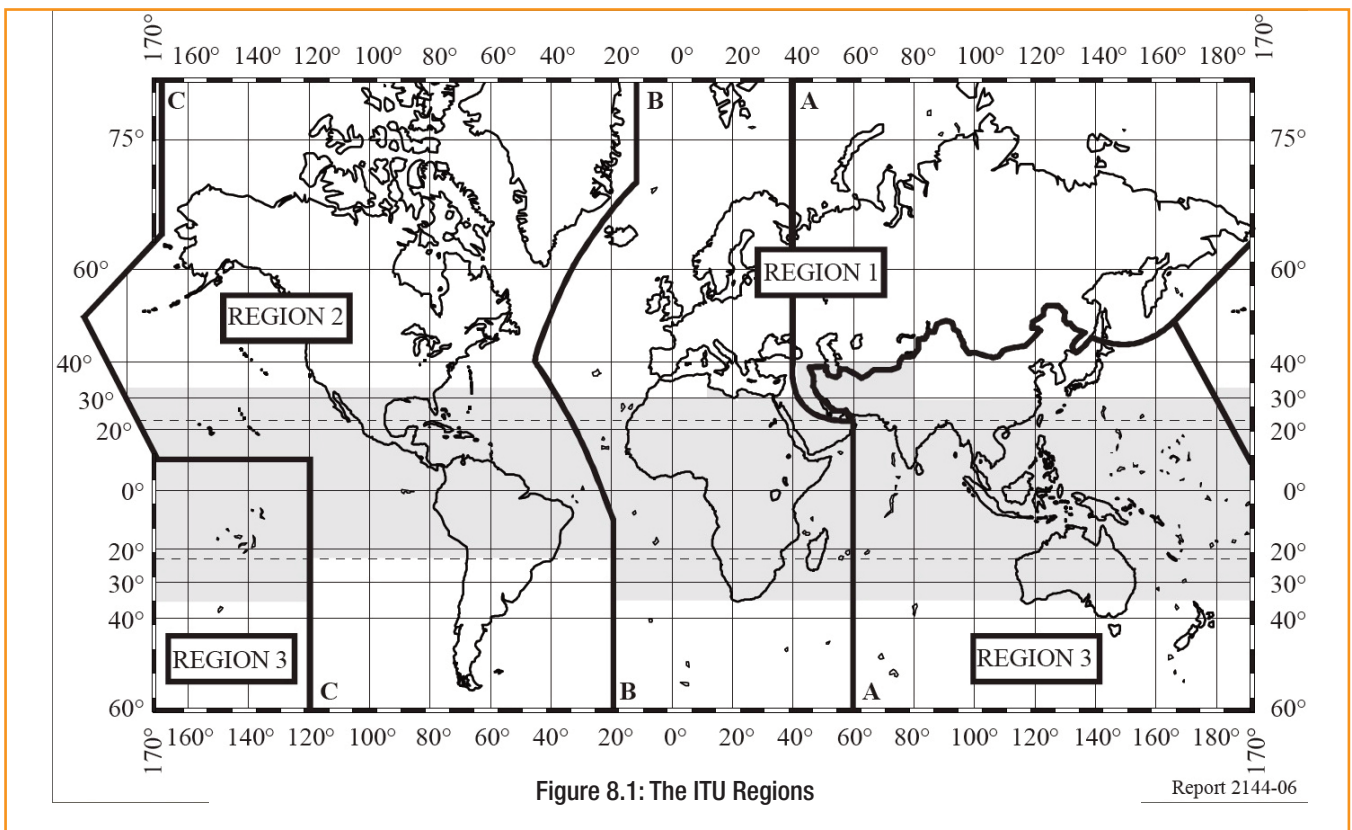 170° 160° 140° 120° 100° 80° 60° 40° 20° 0° 20° 40° 60° 80° 100° 120° 140° 160° 180° 170°
C B A
75° 75°
60° REGION 1 60°
REGION 2
40° 40°
30° 30°
20° 20°
0° 0°
20° 20°
30° 30°
40° 40°
REGION 3 REGION 3
C B A
60° 60°
170° 160° 140° 120° 100° 80° 60° 40° 20° 0° 20° 40° 60° 80° 100° 120° 140° 160° 180° 170°
Figure 8.1: The ITU Regions Report 2144-06